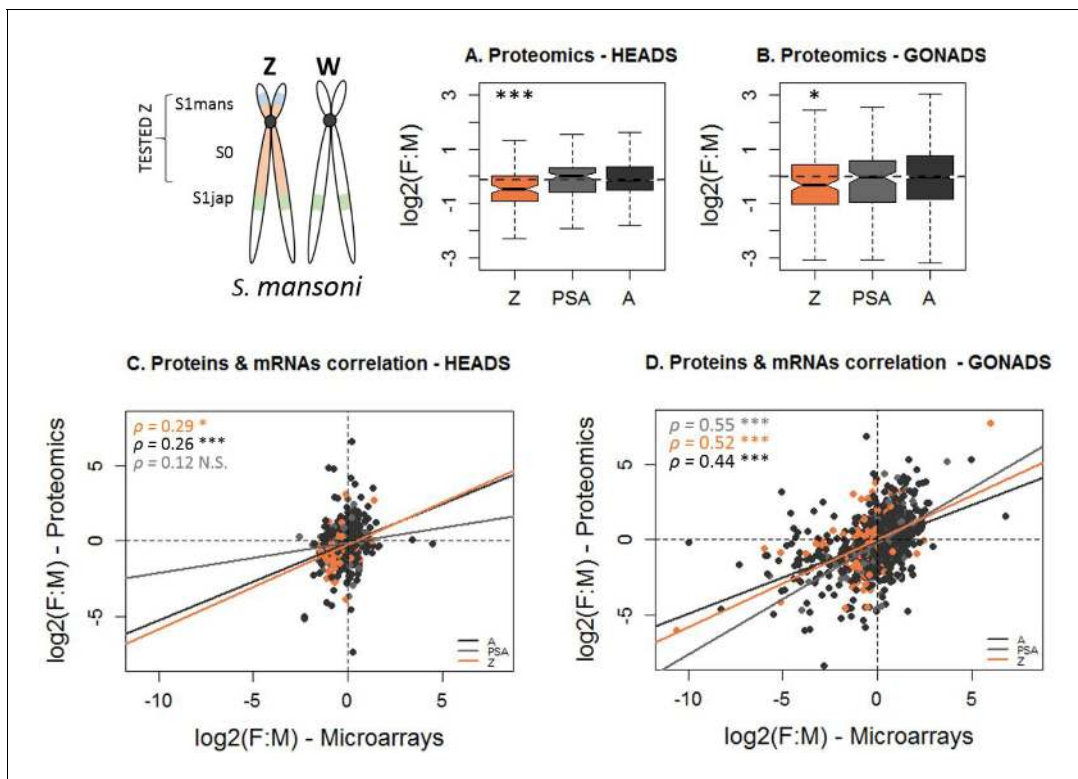 Z W
TESTED Z
S1mans
S0
S1jap
S. mansoni
A. Proteomics - HEADS
log2(F:M)
3
1
-1
-3
***
Z PSA A
B. Proteomics - GONADS
log2(F:M)
3
1
-1
-3
*
Z PSA A
C. Proteins & mRNAs correlation - HEADS
ρ = 0.29 *
ρ = 0.26 ***
ρ = 0.12 N.S.
log2(F:M) - Proteomics
5
0
-5
A
PSA
Z
-10 -5 0 5
log2(F:M) - Microarrays
D. Proteins & mRNAs correlation - GONADS
ρ = 0.55 ***
ρ = 0.52 ***
ρ = 0.44 ***
log2(F:M) - Proteomics
5
0
-5
A
PSA
Z
-10 -5 0 5
log2(F:M) - Microarrays